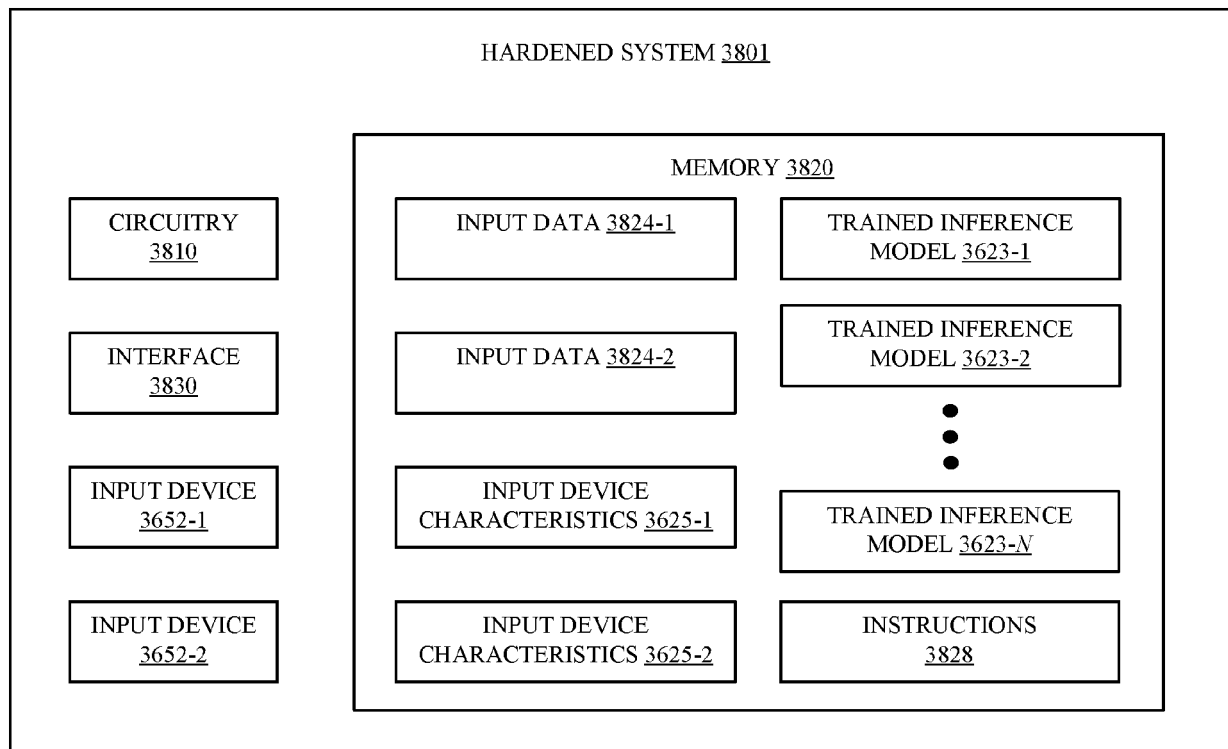 HARDENED SYSTEM 3801
MEMORY 3820
CIRCUITRY
3810
INTERFACE
3830
INPUT DEVICE
3652-1
INPUT DEVICE
3652-2
INPUT DATA 3824-1
INPUT DATA 3824-2
INPUT DEVICE
CHARACTERISTICS 3625-1
INPUT DEVICE
CHARACTERISTICS 3625-2
TRAINED INFERENCE
MODEL 3623-1
TRAINED INFERENCE
MODEL 3623-2
TRAINED INFERENCE
MODEL 3623-N
INSTRUCTIONS
3828